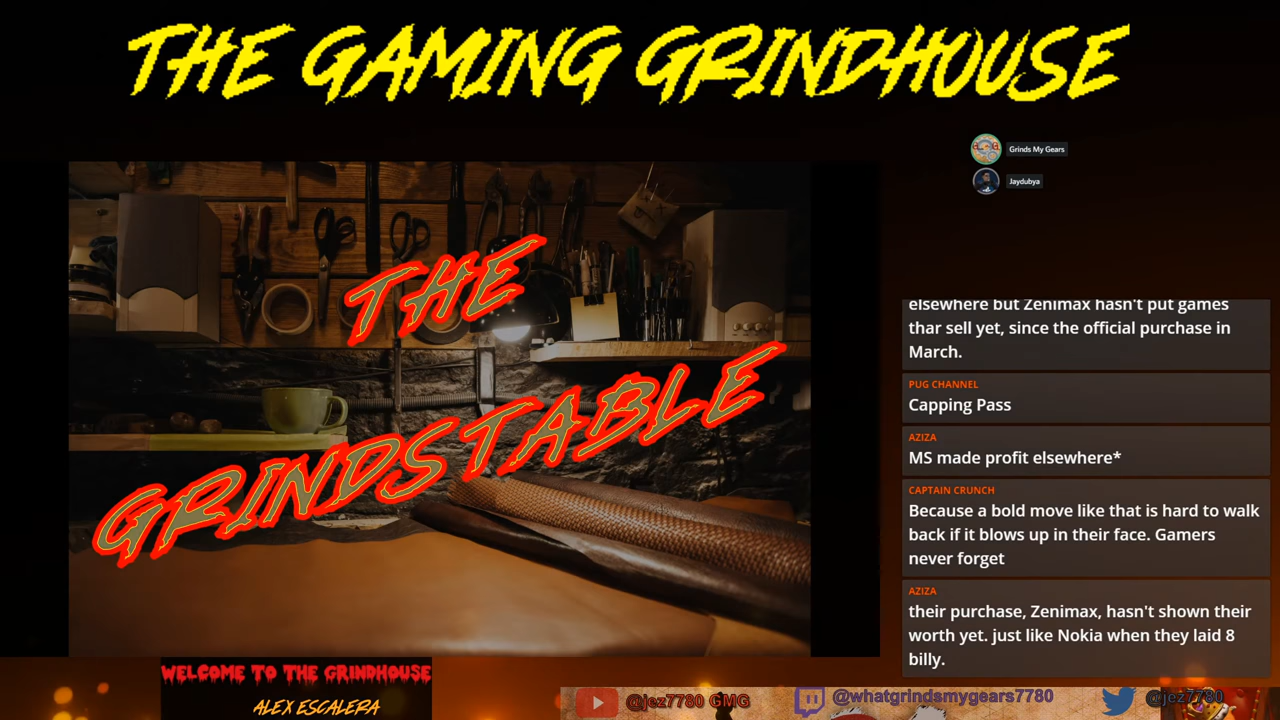 THE GAMING GRINDHOUSE
Grinds My Gears
Jaydubya
THE
GRINDSTABLE
elsewhere but Zenimax hasn't put games
thar sell yet, since the official purchase in
March.
PUG CHANNEL
Capping Pass
AZIZA
MS made profit elsewhere*
CAPTAIN CRUNCH
Because a bold move like that is hard to walk
back if it blows up in their face. Gamers
never forget
AZIZA
their purchase, Zenimax, hasn't shown their
worth yet. just like Nokia when they laid 8
billy.
WELCOME TO THE GRINDHOUSE
ALEX ESCALERA
@jez7780 GMG
@whatgrindsmygears7780
@jez7780